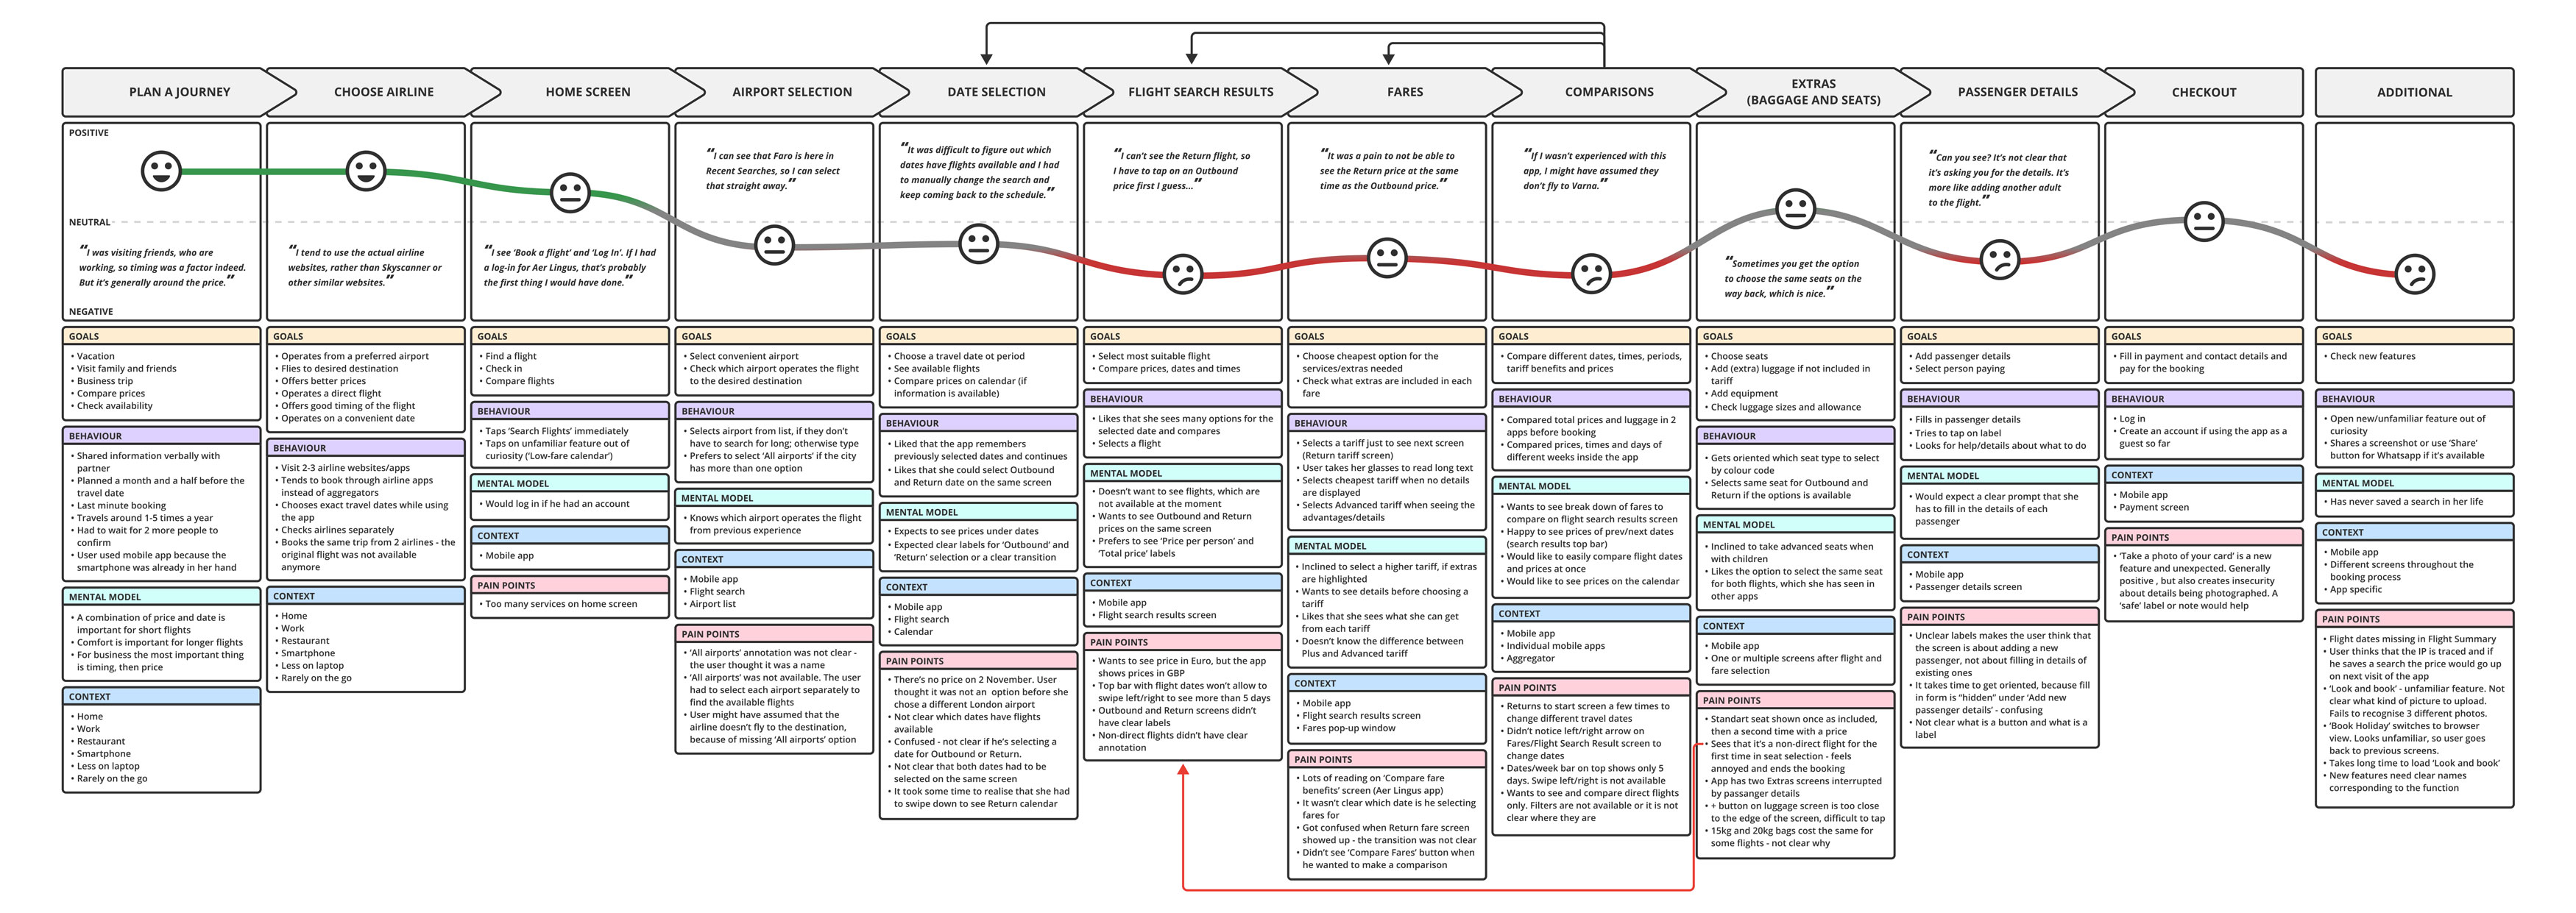 PLAN A JOURNEY
CHOOSE AIRLINE
HOME SCREEN
AIRPORT SELECTION
DATE SELECTION
FLIGHT SEARCH RESULTS
FARES
COMPARISONS
EXTRAS
(BAGGAGE AND SEATS)
PASSENGER DETAILS
CHECKOUT
ADDITIONAL
POSITIVE
NEUTRAL
NEGATIVE
“I was visiting friends, who are
working, so timing was a factor indeed.
But it’s generally around the price.”
“I tend to use the actual airline
websites, rather than Skyscanner or
other similar websites.”
“I see ‘Book a flight’ and ‘Log In’. If I had
a log-in for Aer Lingus, that’s probably
the first thing I would have done.”
“I can see that Faro is here in
Recent Searches, so I can select
that straight away.”
“It was difficult to figure out which
dates have flights available and I had
to manually change the search and
keep coming back to the schedule.”
“I can’t see the Return flight, so
I have to tap on an Outbound
price first I guess...”
“It was a pain to not be able to
see the Return price at the same
time as the Outbound price.”
“If I wasn’t experienced with this
app, I might have assumed they
don’t fly to Varna.”
“Sometimes you get the option
to choose the same seats on the
way back, which is nice.”
“Can you see? It’s not clear that
it’s asking you for the details. It’s
more like adding another adult
to the flight.”
GOALS
• Vacation
• Visit family and friends
• Business trip
• Compare prices
• Check availability
BEHAVIOUR
• Shared information verbally with
partner
• Planned a month and a half before the
travel date
• Last minute booking
• Travels around 1-5 times a year
• Had to wait for 2 more people to
confirm
• User used mobile app because the
smartphone was already in her hand
MENTAL MODEL
• A combination of price and date is
important for short flights
• Comfort is important for longer flights
• For business the most important thing
is timing, then price
CONTEXT
• Home
• Work
• Restaurant
• Smartphone
• Less on laptop
• Rarely on the go
GOALS
• Operates from a preferred airport
• Flies to desired destination
• Offers better prices
• Operates a direct flight
• Offers good timing of the flight
• Operates on a convenient date
BEHAVIOUR
• Visit 2-3 airline websites/apps
• Tends to book through airline apps
instead of aggregators
• Chooses exact travel dates while using
the app
• Checks airlines separately
• Books the same trip from 2 airlines - the
original flight was not available
anymore
CONTEXT
• Home
• Work
• Restaurant
• Smartphone
• Less on laptop
• Rarely on the go
GOALS
• Find a flight
• Check in
• Compare flights
BEHAVIOUR
• Taps ‘Search Flights’ immediately
• Taps on unfamiliar feature out of
curiosity (‘Low-fare calendar’)
MENTAL MODEL
• Would log in if he had an account
CONTEXT
• Mobile app
PAIN POINTS
• Too many services on home screen
GOALS
• Select convenient airport
• Check which airport operates the flight
to the desired destination
BEHAVIOUR
• Selects airport from list, if they don’t
have to search for long; otherwise type
• Prefers to select ‘All airports’ if the city
has more than one option
MENTAL MODEL
• Knows which airport operates the flight
from previous experience
CONTEXT
• Mobile app
• Flight search
• Airport list
PAIN POINTS
• ‘All airports’ annotation was not clear -
the user thought it was a name
• ‘All airports’ was not available. The user
had to select each airport separately to
find the available flights
• User might have assumed that the
airline doesn’t fly to the destination,
because of missing ‘All airports’ option
GOALS
• Choose a travel date ot period
• See available flights
• Compare prices on calendar (if
information is available)
BEHAVIOUR
• Liked that the app remembers
previously selected dates and continues
• Likes that she could select Outbound
and Return date on the same screen
MENTAL MODEL
• Expects to see prices under dates
• Expected clear labels for ‘Outbound’ and
‘Return’ selection or a clear transition
CONTEXT
• Mobile app
• Flight search
• Calendar
PAIN POINTS
• There’s no price on 2 November. User
thought it was not an option before she
chose a different London airport
• Not clear which dates have flights
available
• Confused - not clear if he’s selecting a
date for Outbound or Return.
• Not clear that both dates had to be
selected on the same screen
• It took some time to realise that she had
to swipe down to see Return calendar
GOALS
• Select most suitable flight
• Compare prices, dates and times
BEHAVIOUR
• Likes that she sees many options for the
selected date and compares
• Selects a flight
MENTAL MODEL
• Doesn’t want to see flights, which are
not available at the moment
• Wants to see Outbound and Return
prices on the same screen
• Prefers to see ‘Price per person’ and
‘Total price’ labels
CONTEXT
• Mobile app
• Flight search results screen
PAIN POINTS
• Wants to see price in Euro, but the app
shows prices in GBP
• Top bar with flight dates won’t allow to
swipe left/right to see more than 5 days
• Outbound and Return screens didn’t
have clear labels
• Non-direct flights didn’t have clear
annotation
GOALS
• Choose cheapest option for the
services/extras needed
• Check what extras are included in each
fare
BEHAVIOUR
• Selects a tariff just to see next screen
(Return tariff screen)
• User takes her glasses to read long text
• Selects cheapest tariff when no details
are displayed
• Selects Advanced tariff when seeing the
advantages/details
MENTAL MODEL
• Inclined to select a higher tariff, if extras
are highlighted
• Wants to see details before choosing a
tariff
• Likes that she sees what she can get
from each tariff
• Doesn’t know the difference between
Plus and Advanced tariff
CONTEXT
• Mobile app
• Flight search results screen
• Fares pop-up window
PAIN POINTS
• Lots of reading on ‘Compare fare
benefits’ screen (Aer Lingus app)
• It wasn’t clear which date is he selecting
fares for
• Got confused when Return fare screen
showed up - the transition was not clear
• Didn’t see ‘Compare Fares’ button when
he wanted to make a comparison
GOALS
• Compare different dates, times, periods,
tariff benefits and prices
BEHAVIOUR
• Compared total prices and luggage in 2
apps before booking
• Compared prices, times and days of
different weeks inside the app
MENTAL MODEL
• Wants to see break down of fares to
compare on flight search results screen
• Happy to see prices of prev/next dates
(search results top bar)
• Would like to easily compare flight dates
and prices at once
• Would like to see prices on the calendar
CONTEXT
• Mobile app
• Individual mobile apps
• Aggregator
PAIN POINTS
• Returns to start screen a few times to
change different travel dates
• Didn’t notice left/right arrow on
Fares/Flight Search Result screen to
change dates
• Dates/week bar on top shows only 5
days. Swipe left/right is not available
• Wants to see and compare direct flights
only. Filters are not available or it is not
clear where they are
GOALS
• Choose seats
• Add (extra) luggage if not included in
tariff
• Add equipment
• Check luggage sizes and allowance
BEHAVIOUR
• Gets oriented which seat type to select
by colour code
• Selects same seat for Outbound and
Return if the options is available
MENTAL MODEL
• Inclined to take advanced seats when
with children
• Likes the option to select the same seat
for both flights, which she has seen in
other apps
CONTEXT
• Mobile app
• One or multiple screens after flight and
fare selection
PAIN POINTS
• Standart seat shown once as included,
then a second time with a price
• Sees that it’s a non-direct flight for the
first time in seat selection - feels
annoyed and ends the booking
• App has two Extras screens interrupted
by passanger details
• + button on luggage screen is too close
to the edge of the screen, difficult to tap
• 15kg and 20kg bags cost the same for
some flights - not clear why
GOALS
• Add passenger details
• Select person paying
BEHAVIOUR
• Fills in passenger details
• Tries to tap on label
• Looks for help/details about what to do
MENTAL MODEL
• Would expect a clear prompt that she
has to fill in the details of each
passenger
CONTEXT
• Mobile app
• Passenger details screen
PAIN POINTS
• Unclear labels makes the user think that
the screen is about adding a new
passenger, not about filling in details of
existing ones
• It takes time to get oriented, because fill
in form is “hidden” under ‘Add new
passenger details’ - confusing
• Not clear what is a button and what is a
label
GOALS
• Fill in payment and contact details and
pay for the booking
BEHAVIOUR
• Log in
• Create an account if using the app as a
guest so far
CONTEXT
• Mobile app
• Payment screen
PAIN POINTS
• ‘Take a photo of your card’ is a new
feature and unexpected. Generally
positive , but also creates insecurity
about details being photographed. A
‘safe’ label or note would help
GOALS
• Check new features
BEHAVIOUR
• Open new/unfamiliar feature out of
curiosity
• Shares a screenshot or use ‘Share’
button for Whatsapp if it’s available
MENTAL MODEL
• Has never saved a search in her life
CONTEXT
• Mobile app
• Different screens throughout the
booking process
• App specific
PAIN POINTS
• Flight dates missing in Flight Summary
• User thinks that the IP is traced and if
he saves a search the price would go up
on next visit of the app
• ‘Look and book’ - unfamiliar feature. Not
clear what kind of picture to upload.
Fails to recognise 3 different photos.
• ‘Book Holiday’ switches to browser
view. Looks unfamiliar, so user goes
back to previous screens.
• Takes long time to load ‘Look and book’
• New features need clear names
corresponding to the function